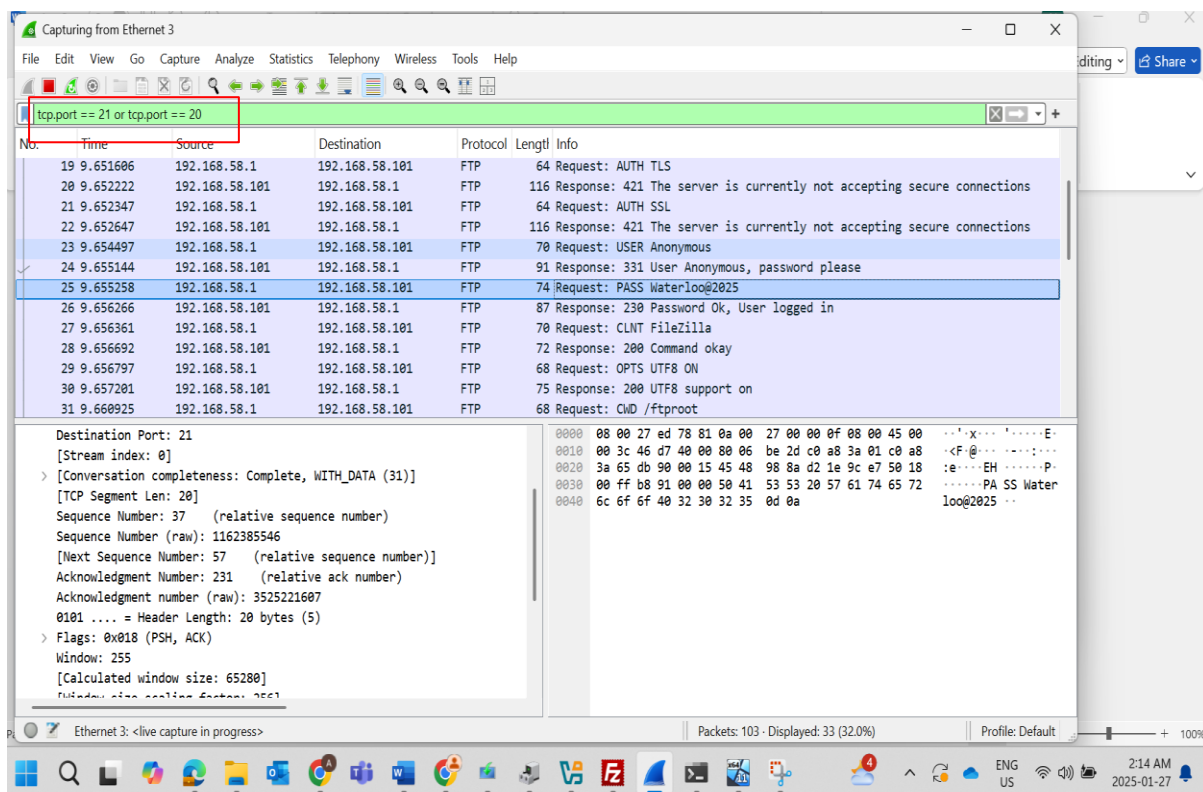 Capturing from Ethernet 3
File Edit View Go Capture Analyze Statistics Telephony Wireless Tools Help
Editing
Share
tcp.port == 21 or tcp.port == 20
No. Time Source Destination Protocol Lengtl Info
19 9.651606 192.168.58.1 192.168.58.101 FTP 64 Request: AUTH TLS
20 9.652222 192.168.58.101 192.168.58.1 FTP 116 Response: 421 The server is currently not accepting secure connections
21 9.652347 192.168.58.1 192.168.58.101 FTP 64 Request: AUTH SSL
22 9.652647 192.168.58.101 192.168.58.1 FTP 116 Response: 421 The server is currently not accepting secure connections
23 9.654497 192.168.58.1 192.168.58.101 FTP 70 Request: USER Anonymous
24 9.655144 192.168.58.101 192.168.58.1 FTP 91 Response: 331 User Anonymous, password please
25 9.655258 192.168.58.1 192.168.58.101 FTP 74 Request: PASS Waterloo@2025
26 9.656266 192.168.58.101 192.168.58.1 FTP 87 Response: 230 Password Ok, User logged in
27 9.656361 192.168.58.1 192.168.58.101 FTP 70 Request: CLNT FileZilla
28 9.656692 192.168.58.101 192.168.58.1 FTP 72 Response: 200 Command okay
29 9.656797 192.168.58.1 192.168.58.101 FTP 68 Request: OPTS UTF8 ON
30 9.657201 192.168.58.101 192.168.58.1 FTP 75 Response: 200 UTF8 support on
31 9.660925 192.168.58.1 192.168.58.101 FTP 68 Request: CWD /ftproot
Destination Port: 21
[Stream index: 0]
[Conversation completeness: Complete, WITH_DATA (31)]
[TCP Segment Len: 20]
Sequence Number: 37 (relative sequence number)
Sequence Number (raw): 1162385546
[Next Sequence Number: 57 (relative sequence number)]
Acknowledgment Number: 231 (relative ack number)
Acknowledgment number (raw): 3525221607
0101 .... = Header Length: 20 bytes (5)
Flags: 0x018 (PSH, ACK)
Window: 255
[Calculated window size: 65280]
[Window size scaling factor: 256]
0000 08 00 27 ed 78 81 0a 00 27 00 00 0f 08 00 45 00 ··'·x··· '·····E·
0010 00 3c 46 d7 40 00 80 06 be 2d c0 a8 3a 01 c0 a8 ·<F·@··· ·-··:···
0020 3a 65 db 90 00 15 45 48 98 8a d2 1e 9c e7 50 18 :e····EH ······P·
0030 00 ff b8 91 00 00 50 41 53 53 20 57 61 74 65 72 ······PA SS Water
0040 6c 6f 6f 40 32 30 32 35 0d 0a loo@2025 ··
Ethernet 3: <live capture in progress>
Packets: 103 · Displayed: 33 (32.0%)
Profile: Default
100%
4
ENG
US
2:14 AM
2025-01-27